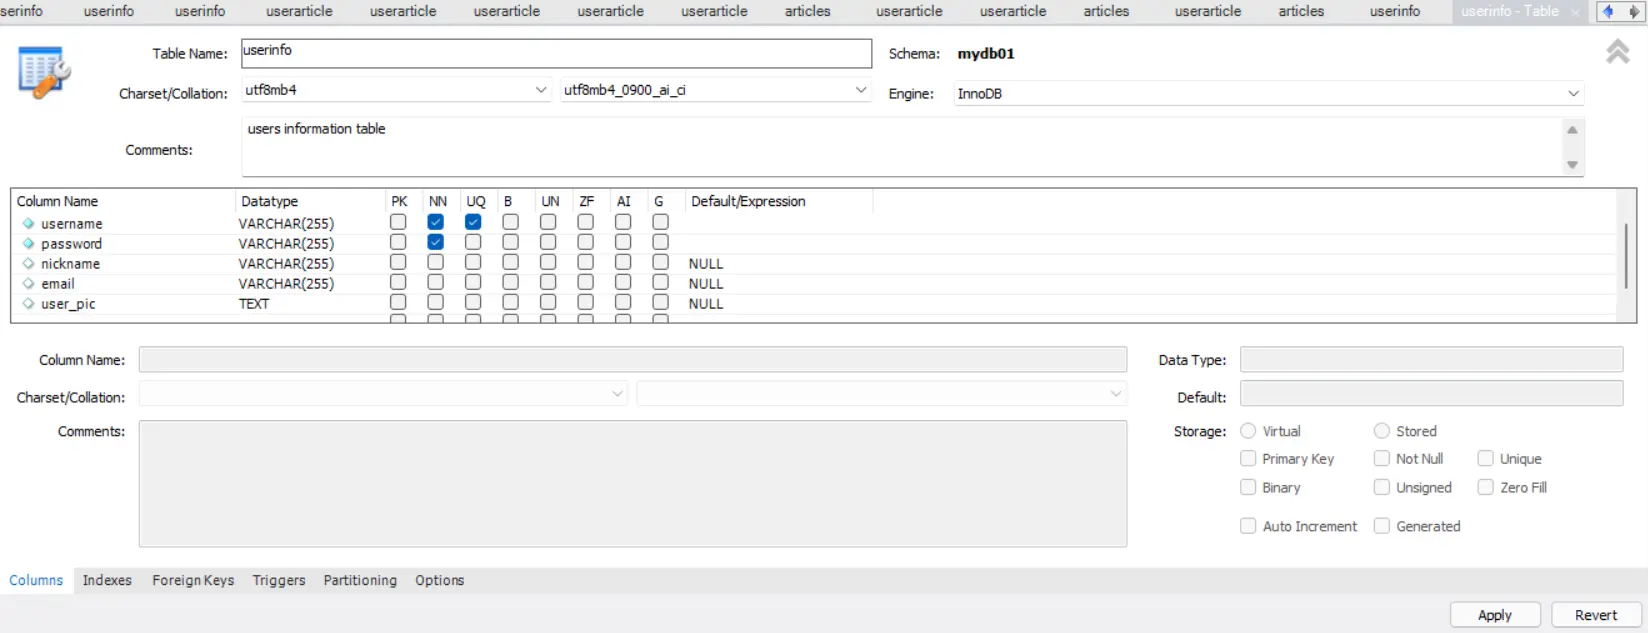 serinfo userinfo userinfo userarticle userarticle userarticle userarticle userarticle articles userarticle userarticle articles userarticle articles userinfo userinfo - Table ×
Table Name: userinfo Schema: mydb01
Charset/Collation: utf8mb4 utf8mb4_0900_ai_ci Engine: InnoDB
Comments: users information table
Column Name Datatype PK NN UQ B UN ZF AI G Default/Expression
username VARCHAR(255)
password VARCHAR(255)
nickname VARCHAR(255) NULL
email VARCHAR(255) NULL
user_pic TEXT NULL
Column Name: Data Type:
Charset/Collation: Default:
Comments: Storage: Virtual Stored
Primary Key Not Null Unique
Binary Unsigned Zero Fill
Auto Increment Generated
Columns Indexes Foreign Keys Triggers Partitioning Options
Apply Revert